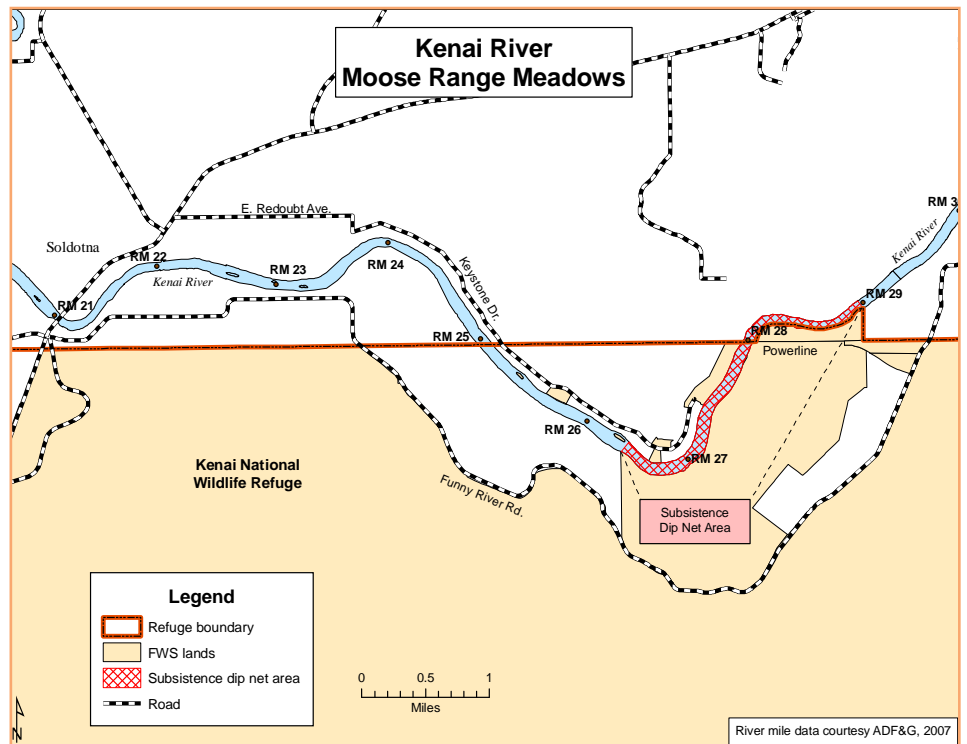 Kenai River
Moose Range Meadows
E. Redoubt Ave.
RM 3
Kenai River
Soldotna
RM 22
RM 23
RM 24
Kenai River
Keystone Dr.
RM 21
RM 29
RM 25
RM 28
Powerline
RM 26
RM 27
Kenai National
Wildlife Refuge
Funny River Rd.
Subsistence
Dip Net Area
Legend
Refuge boundary
FWS lands
Subsistence dip net area
Road
0 0.5 1
Miles
N
River mile data courtesy ADF&G, 2007